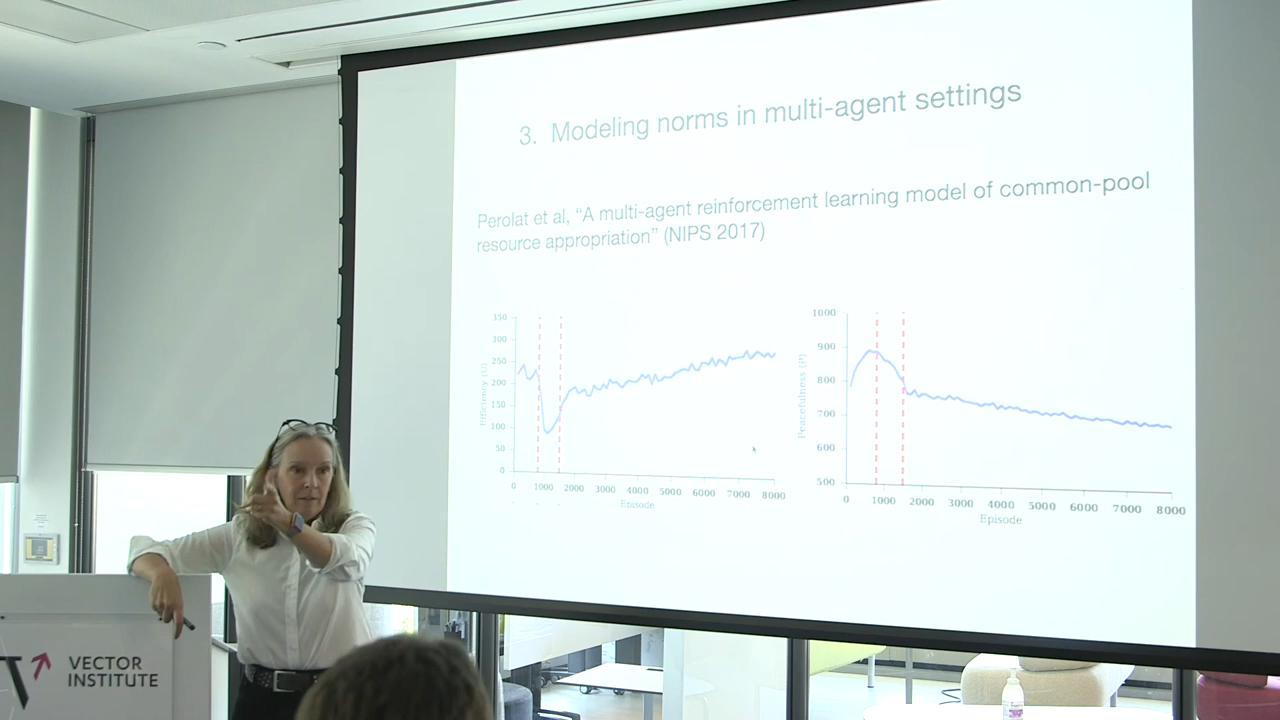 3. Modeling norms in multi-agent settings
Perolat et al, “A multi-agent reinforcement learning model of common-pool
resource appropriation” (NIPS 2017)
350
300
250
200
150
100
50
0
Efficiency (U)
0 1000 2000 3000 4000 5000 6000 7000 8000
Episode
1000
900
800
700
600
500
Peacefulness (P)
0 1000 2000 3000 4000 5000 6000 7000 8000
Episode
VECTOR
INSTITUTE